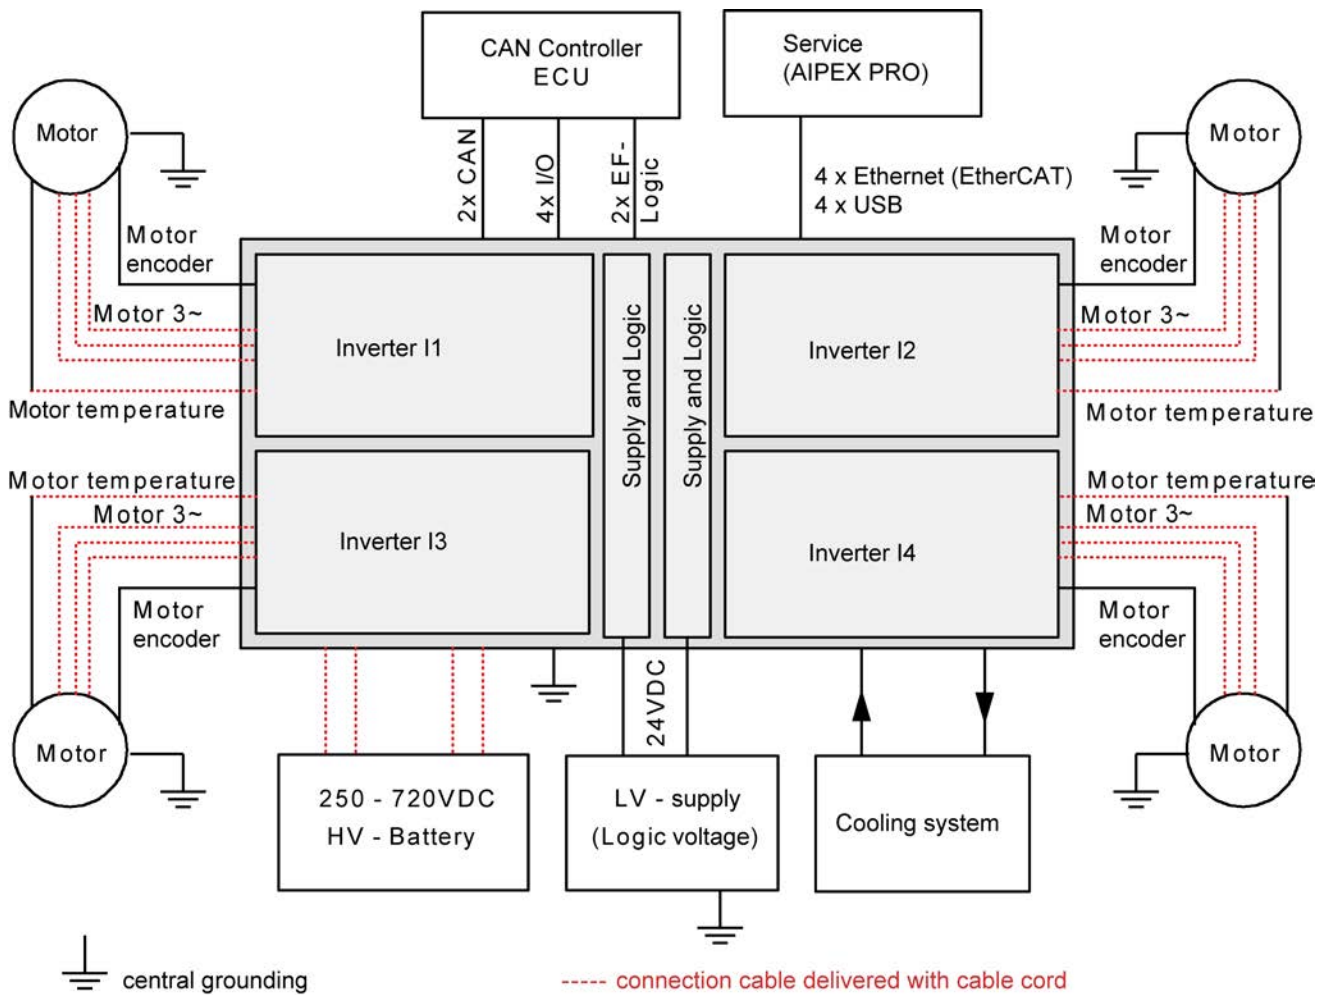 CAN Controller
ECU
Service
(AIPEX PRO)
Motor
Motor
2x CAN
4x I/O
2x EF-
Logic
4 x Ethernet (EtherCAT)
4 x USB
Motor
encoder
Motor
encoder
Motor 3~
Motor 3~
Inverter I1
Supply and Logic
Supply and Logic
Inverter I2
Motor temperature
Motor temperature
Motor temperature
Motor temperature
Motor 3~
Motor 3~
Inverter I3
Inverter I4
Motor
encoder
Motor
encoder
24VDC
Motor
Motor
250 - 720VDC
HV - Battery
LV - supply
(Logic voltage)
Cooling system
central grounding
connection cable delivered with cable cord